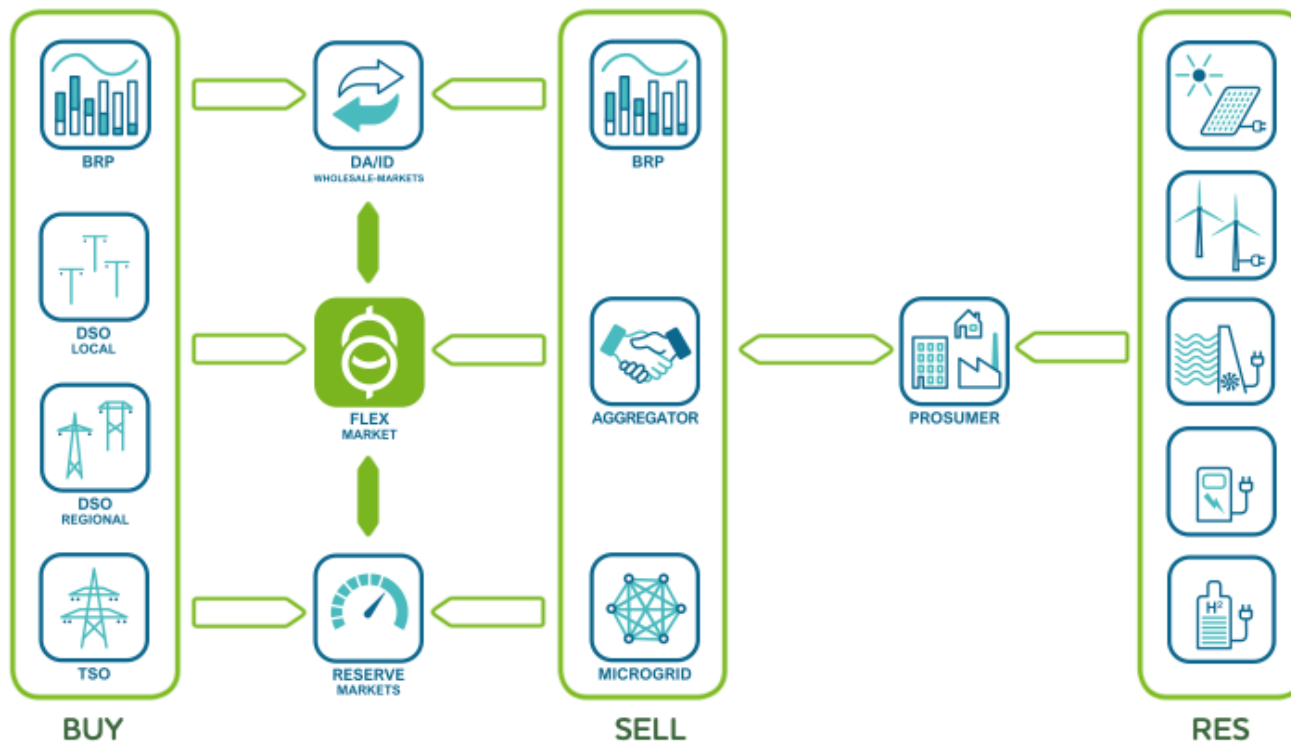 BRP
DSO
LOCAL
DSO
REGIONAL
TSO
BUY
DA/ID
WHOLESALE-MARKETS
FLEX
MARKET
RESERVE
MARKETS
BRP
AGGREGATOR
MICROGRID
SELL
PROSUMER
H²
RES